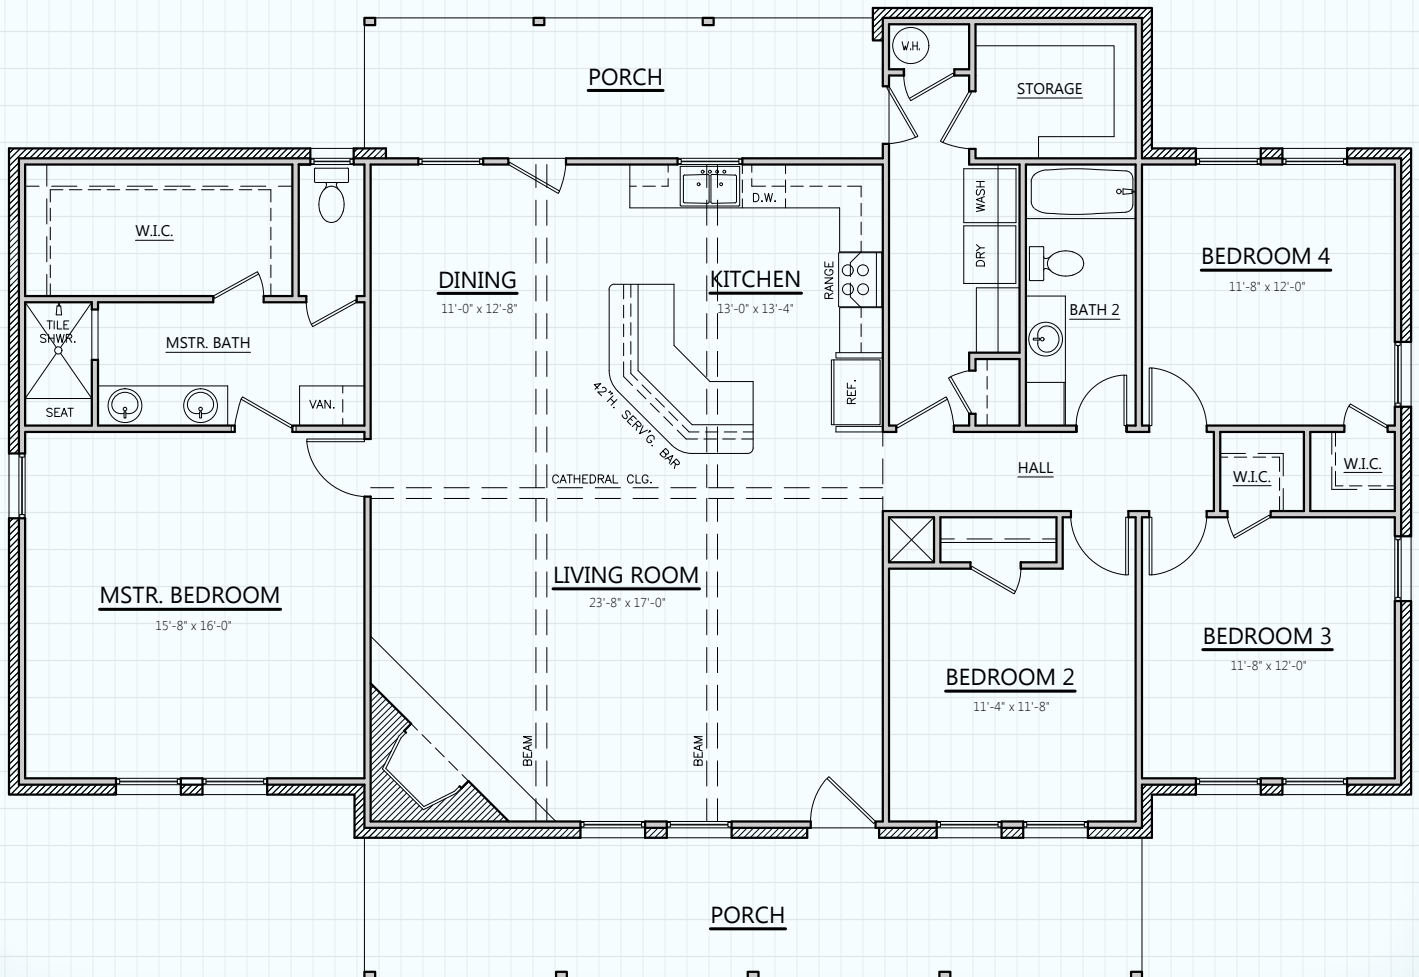 PORCH
W.H.
STORAGE
W.I.C.
D.W.
WASH
DRY
DINING
11'-0" x 12'-8"
KITCHEN
13'-0" x 13'-4"
RANGE
BEDROOM 4
11'-8" x 12'-0"
BATH 2
TILE
SHWR.
MSTR. BATH
SEAT
VAN.
REF.
42"H. SERV'G. BAR
CATHEDRAL CLG.
HALL
W.I.C.
W.I.C.
MSTR. BEDROOM
15'-8" x 16'-0"
LIVING ROOM
23'-8" x 17'-0"
BEDROOM 3
11'-8" x 12'-0"
BEDROOM 2
11'-4" x 11'-8"
BEAM
BEAM
PORCH